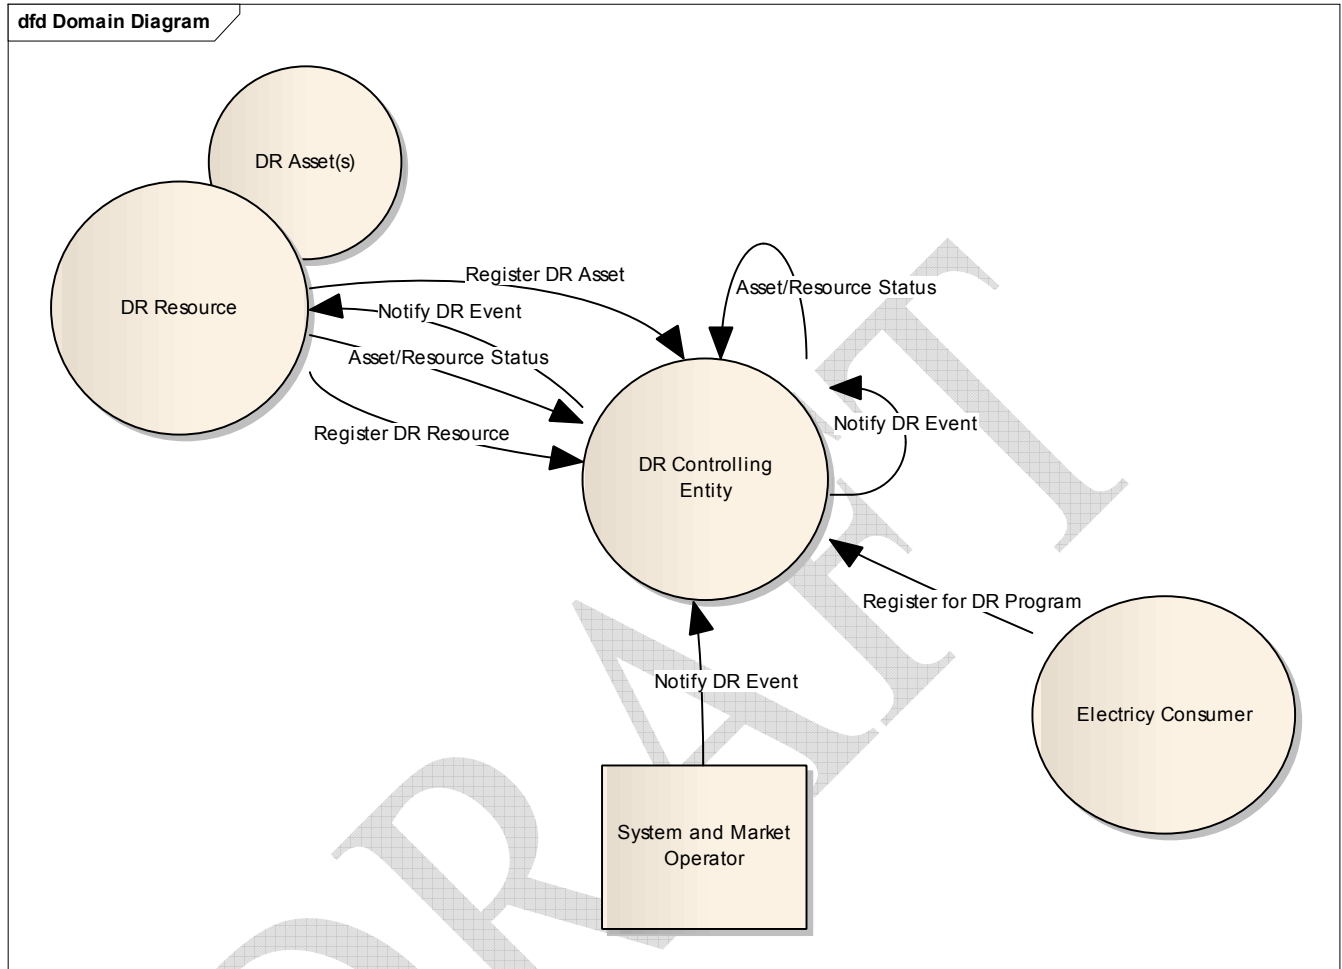 dfd Domain Diagram
DR Asset(s)
DR Resource
Register DR Asset
Notify DR Event
Asset/Resource Status
Register DR Resource
Asset/Resource Status
Notify DR Event
DR Controlling
Entity
Register for DR Program
Notify DR Event
Electricy Consumer
System and Market
Operator
DRAFT